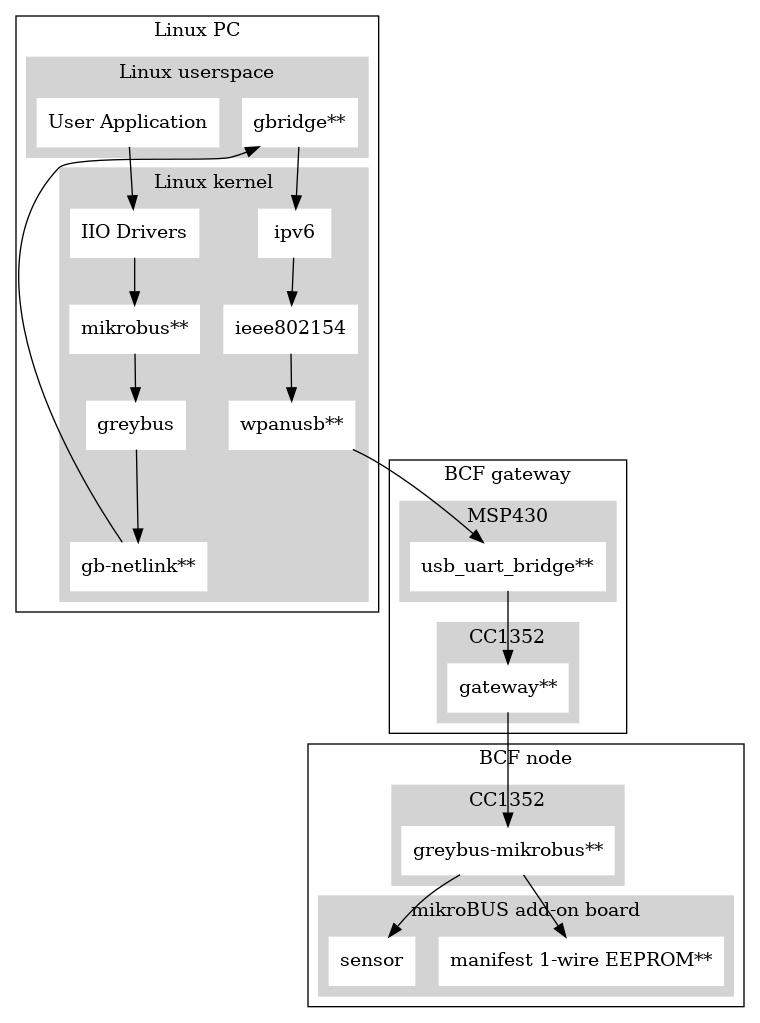 Linux PC
Linux userspace
User Application
gbridge**
Linux kernel
IIO Drivers
ipv6
mikrobus**
ieee802154
greybus
wpanusb**
gb-netlink**
BCF gateway
MSP430
usb_uart_bridge**
CC1352
gateway**
BCF node
CC1352
greybus-mikrobus**
mikroBUS add-on board
sensor
manifest 1-wire EEPROM**